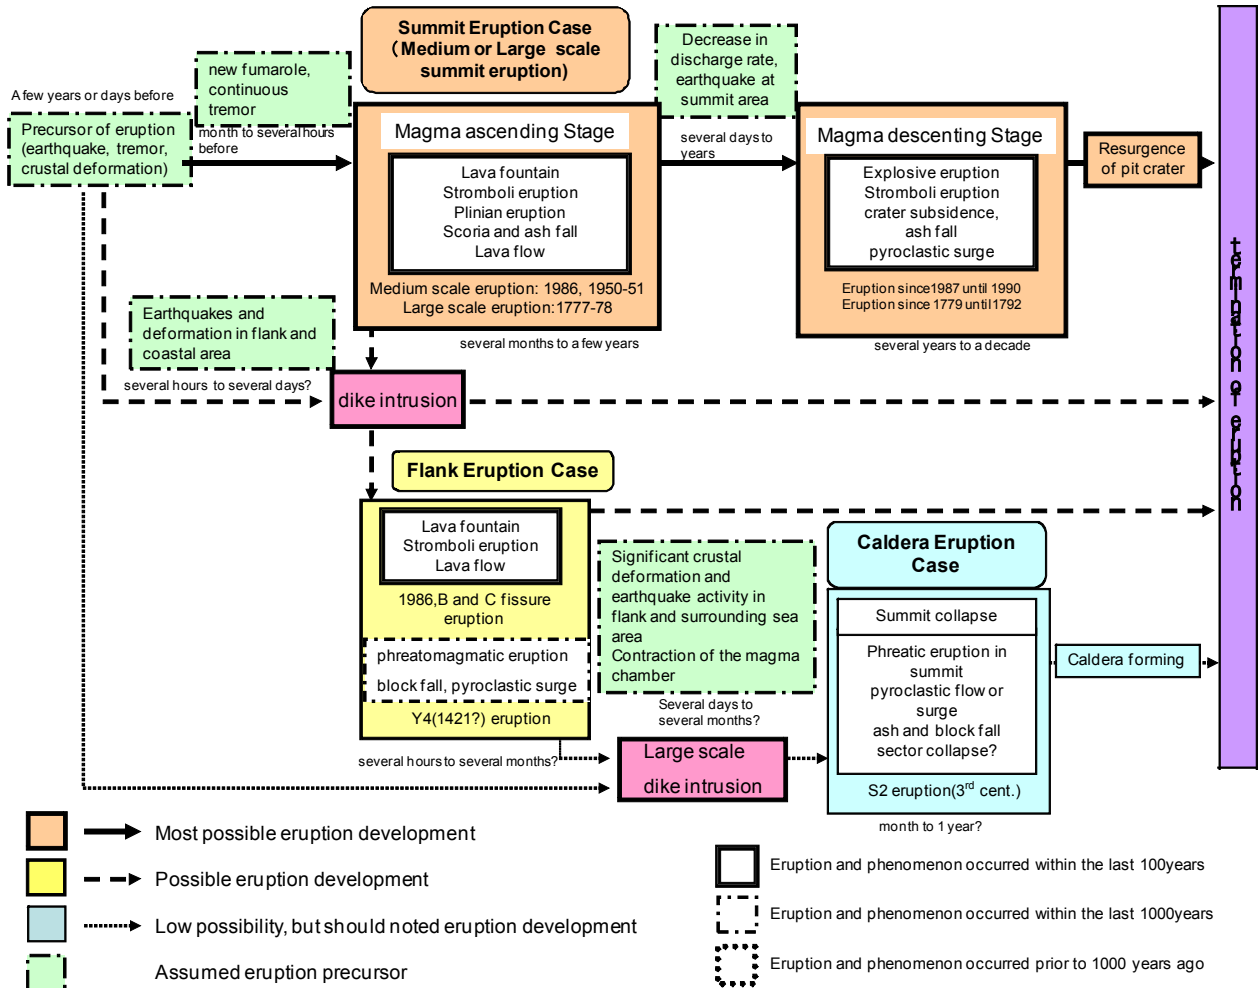 Summit Eruption Case
(Medium or Large scale
summit eruption)
Decrease in
discharge rate,
earthquake at
summit area
new fumarole,
continuous
tremor
A few years or days before
Precursor of eruption
(earthquake, tremor,
crustal deformation)
month to several hours
before
Magma ascending Stage
Lava fountain
Stromboli eruption
Plinian eruption
Scoria and ash fall
Lava flow
Medium scale eruption: 1986, 1950-51
Large scale eruption:1777-78
several months to a few years
several days to
years
Magma descenting Stage
Explosive eruption
Stromboli eruption
crater subsidence,
ash fall
pyroclastic surge
Eruption since1987 until 1990
Eruption since 1779 until 1792
several years to a decade
Resurgence
of pit crater
termination of eruption
Earthquakes and
deformation in flank and
coastal area
several hours to several days?
dike intrusion
Flank Eruption Case
Lava fountain
Stromboli eruption
Lava flow
1986,B and C fissure
eruption
phreatomagmatic eruption
block fall, pyroclastic surge
Y4(1421?) eruption
several hours to several months?
Significant crustal
deformation and
earthquake activity in
flank and surrounding sea
area
Contraction of the magma
chamber
Several days to
several months?
Large scale
dike intrusion
Caldera Eruption
Case
Summit collapse
Phreatic eruption in
summit
pyroclastic flow or
surge
ash and block fall
sector collapse?
S2 eruption(3rd cent.)
month to 1 year?
Caldera forming
Most possible eruption development
Possible eruption development
Low possibility, but should noted eruption development
Assumed eruption precursor
Eruption and phenomenon occurred within the last 100years
Eruption and phenomenon occurred within the last 1000years
Eruption and phenomenon occurred prior to 1000 years ago